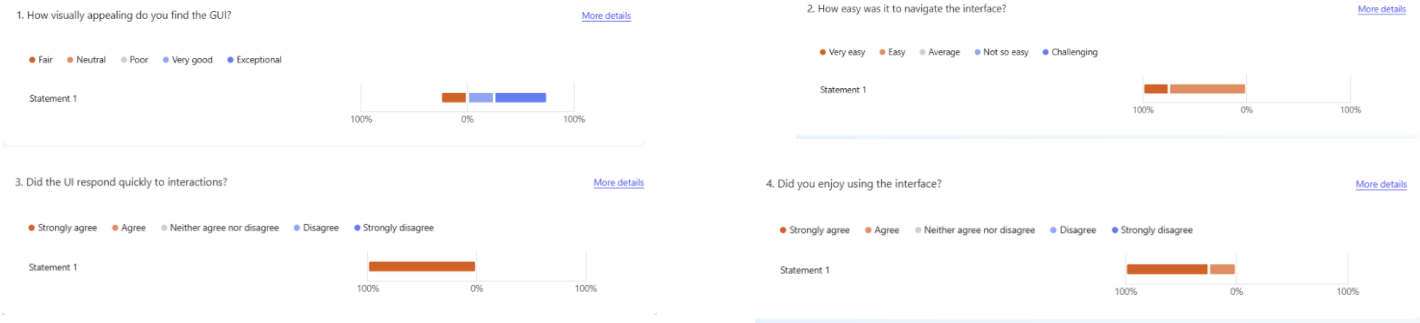 1. How visually appealing do you find the GUI?
More details
Fair Neutral Poor Very good Exceptional
Statement 1
100% 0% 100%
2. How easy was it to navigate the interface?
More details
Very easy Easy Average Not so easy Challenging
Statement 1
100% 0% 100%
3. Did the UI respond quickly to interactions?
More details
Strongly agree Agree Neither agree nor disagree Disagree Strongly disagree
Statement 1
100% 0% 100%
4. Did you enjoy using the interface?
More details
Strongly agree Agree Neither agree nor disagree Disagree Strongly disagree
Statement 1
100% 0% 100%